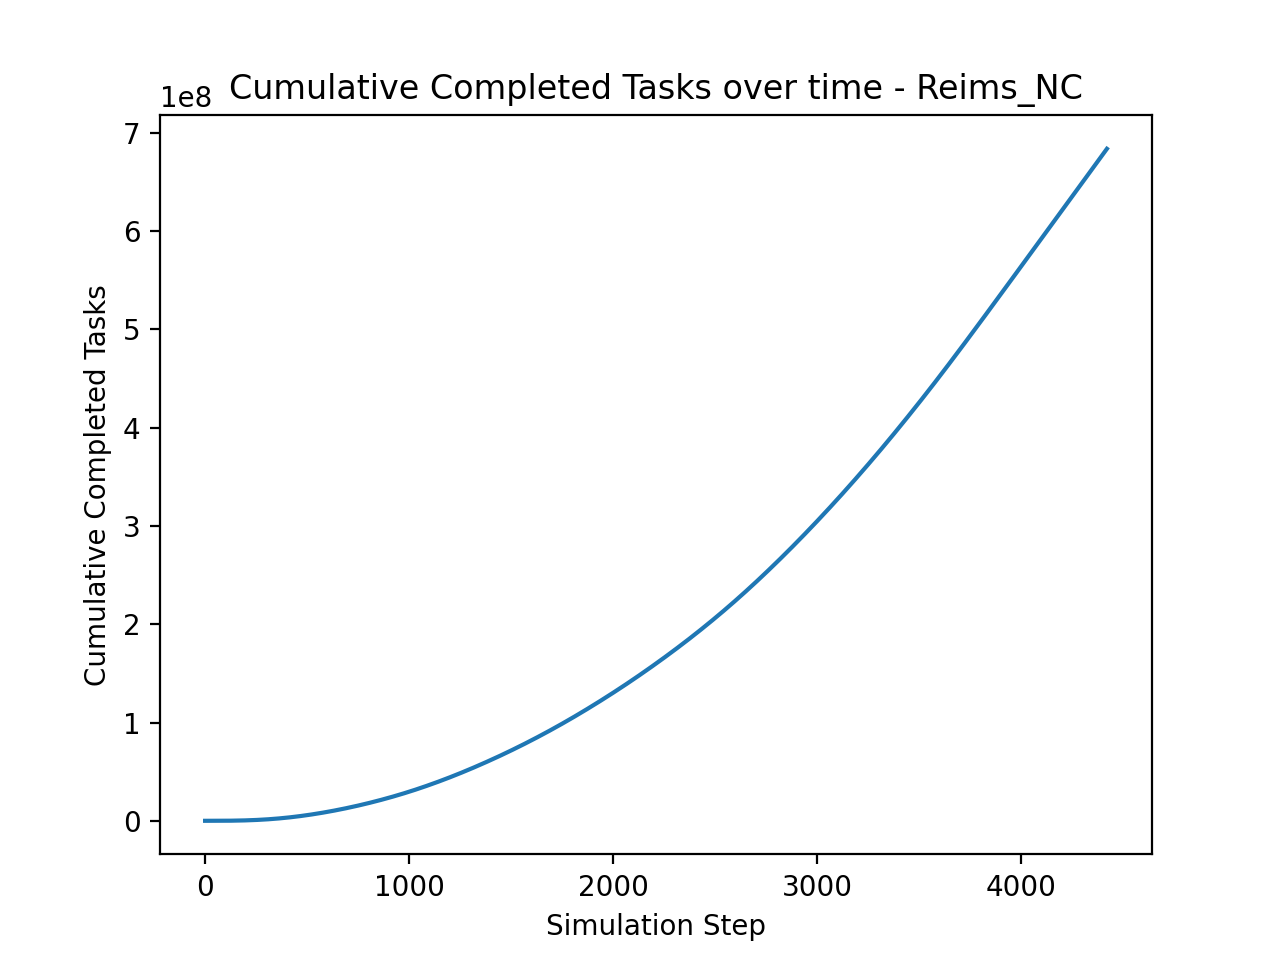 Cumulative Completed Tasks over time - Reims_NC
1e8
7
6
5
4
3
2
1
0
Cumulative Completed Tasks
0 1000 2000 3000 4000
Simulation Step